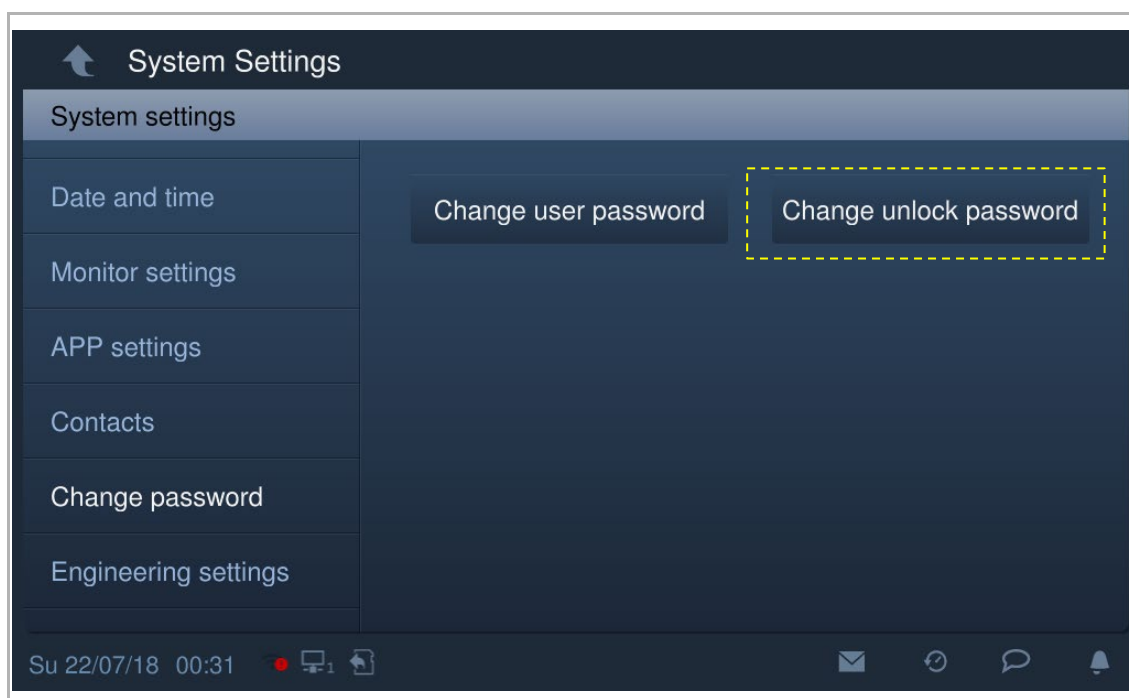 System Settings
System settings
Date and time
Change user password
Change unlock password
Monitor settings
APP settings
Contacts
Change password
Engineering settings
Su 22/07/18 00:31
1